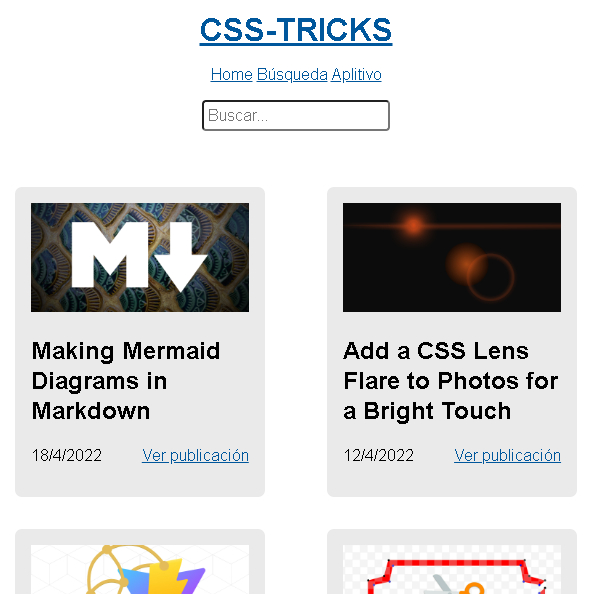 CSS-TRICKS
Home Búsqueda Aplitivo
Buscar...
M
Making Mermaid
Diagrams in
Markdown
18/4/2022 Ver publicación
Add a CSS Lens
Flare to Photos for
a Bright Touch
12/4/2022 Ver publicación